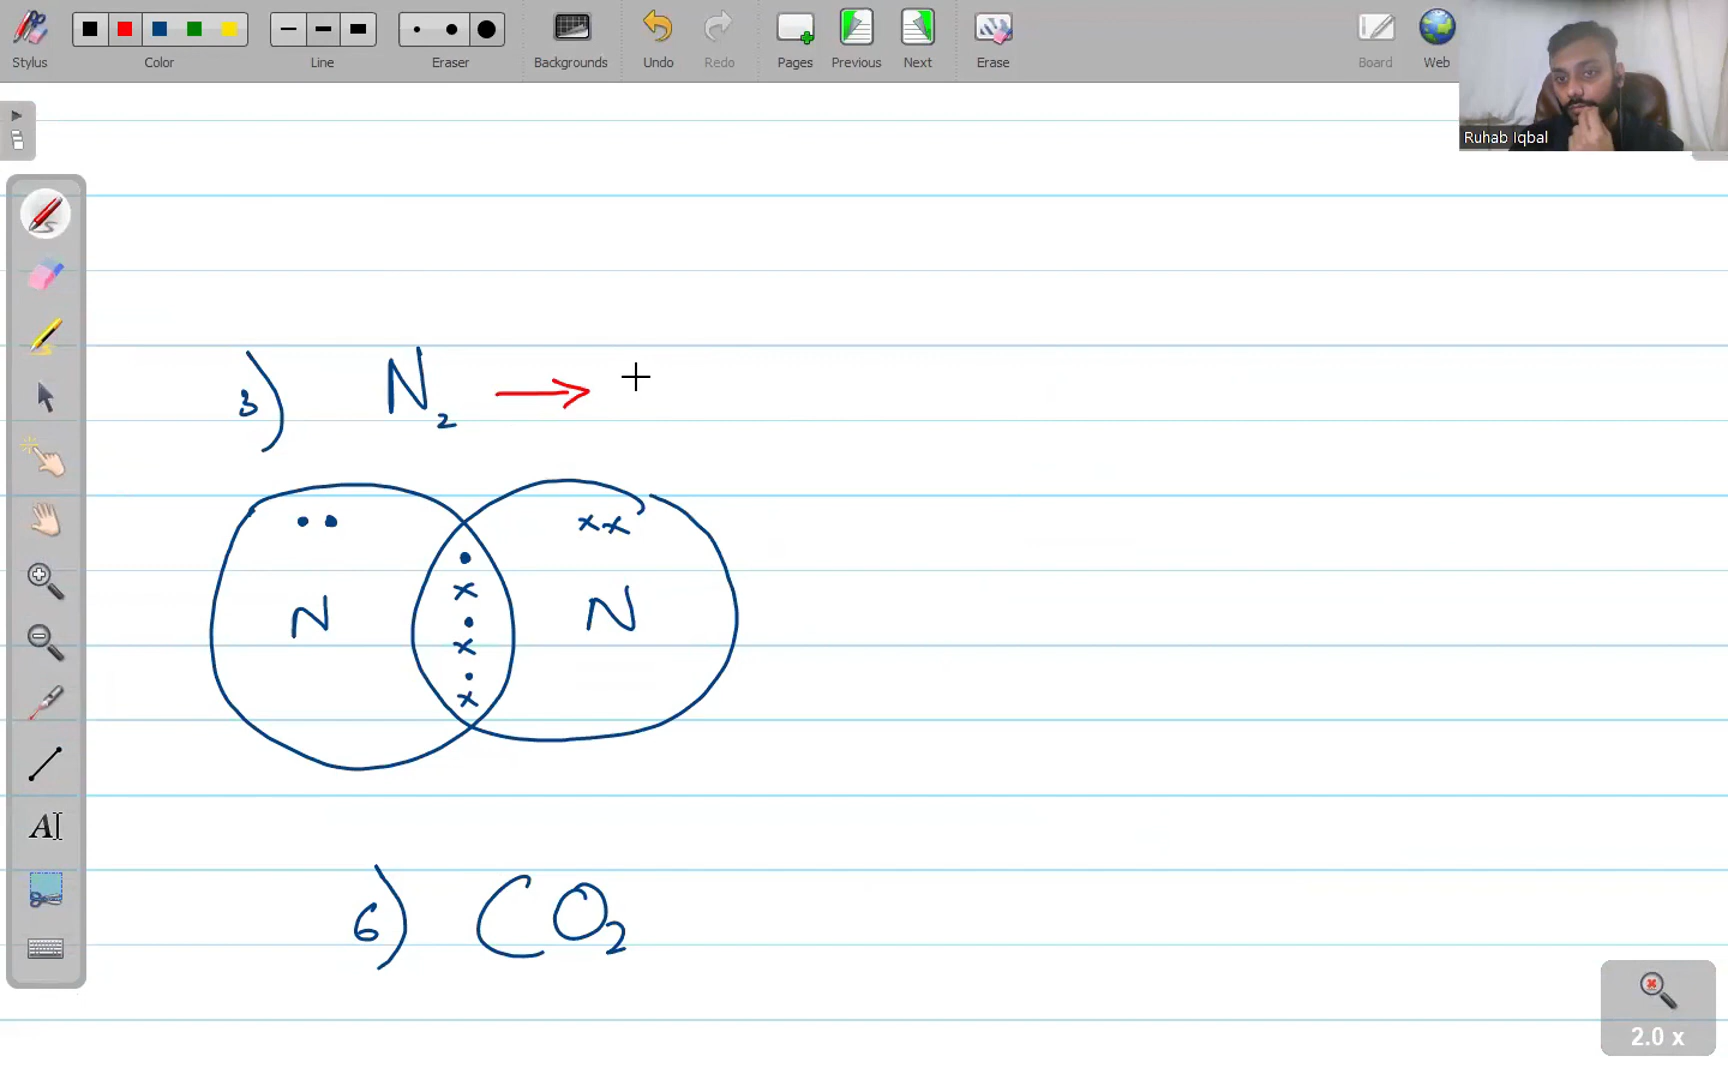 Stylus Color Line Eraser Backgrounds Undo Redo Pages Previous Next Erase Board Web
Ruhab Iqbal
3) N₂ →
• • x x
•
x
N • N
x
•
x
6) CO₂
AI
2.0 x